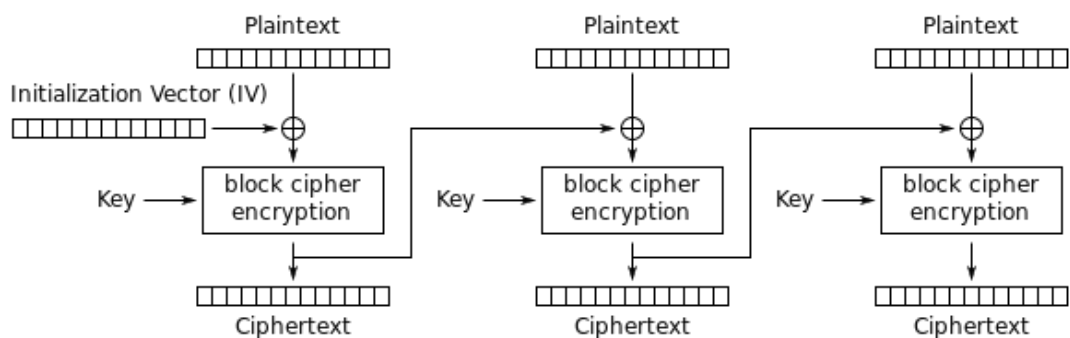 Plaintext
Plaintext
Plaintext
Initialization Vector (IV)
Key
block cipher
encryption
Key
block cipher
encryption
Key
block cipher
encryption
Ciphertext
Ciphertext
Ciphertext